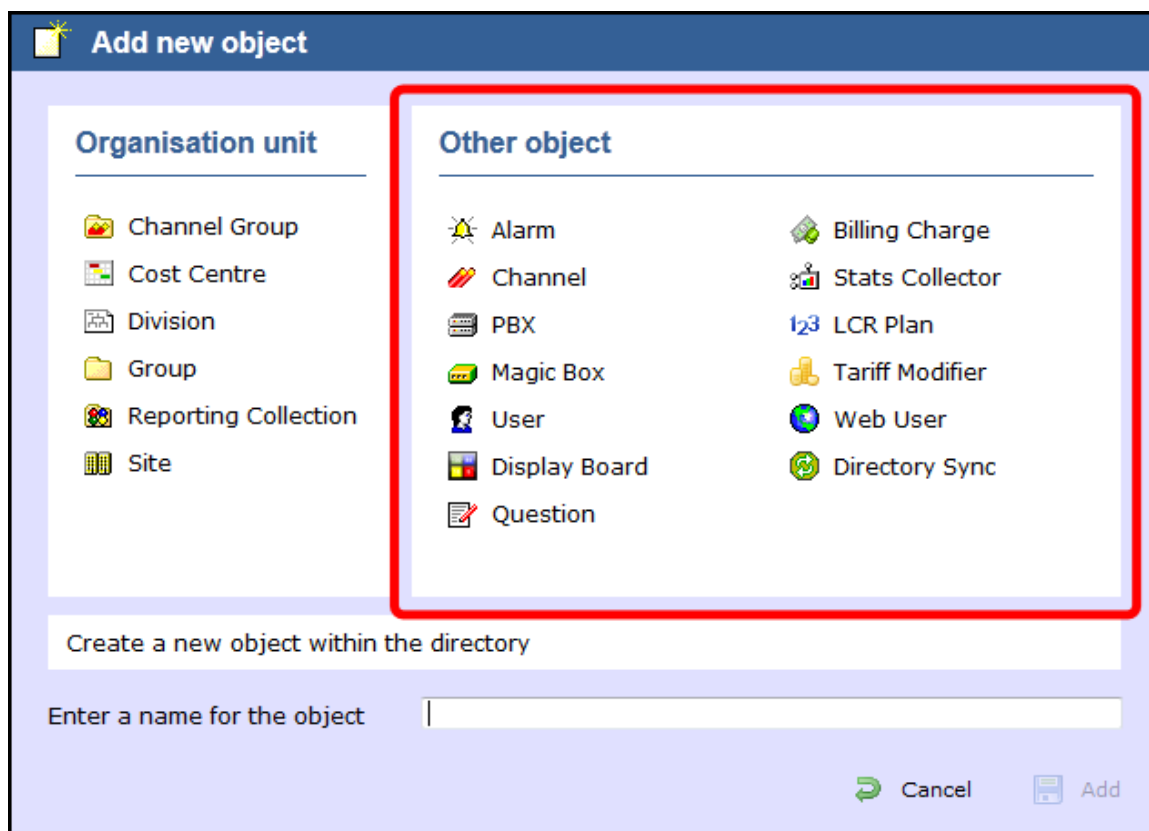 Add new object
Organisation unit
Channel Group
Cost Centre
Division
Group
Reporting Collection
Site
Other object
Alarm
Channel
PBX
Magic Box
User
Display Board
Question
Billing Charge
Stats Collector
123 LCR Plan
Tariff Modifier
Web User
Directory Sync
Create a new object within the directory
Enter a name for the object
Cancel
Add